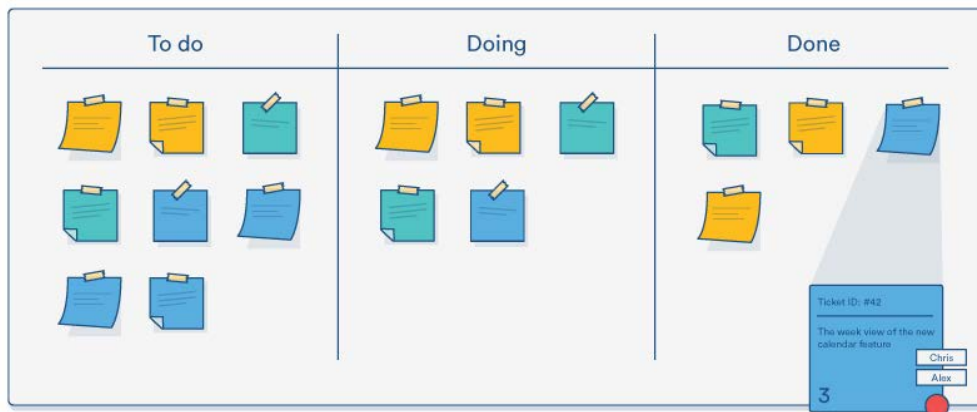 To do
Doing
Done
Ticket ID: #42
The week view of the new
calendar feature
Chris
Alex
3